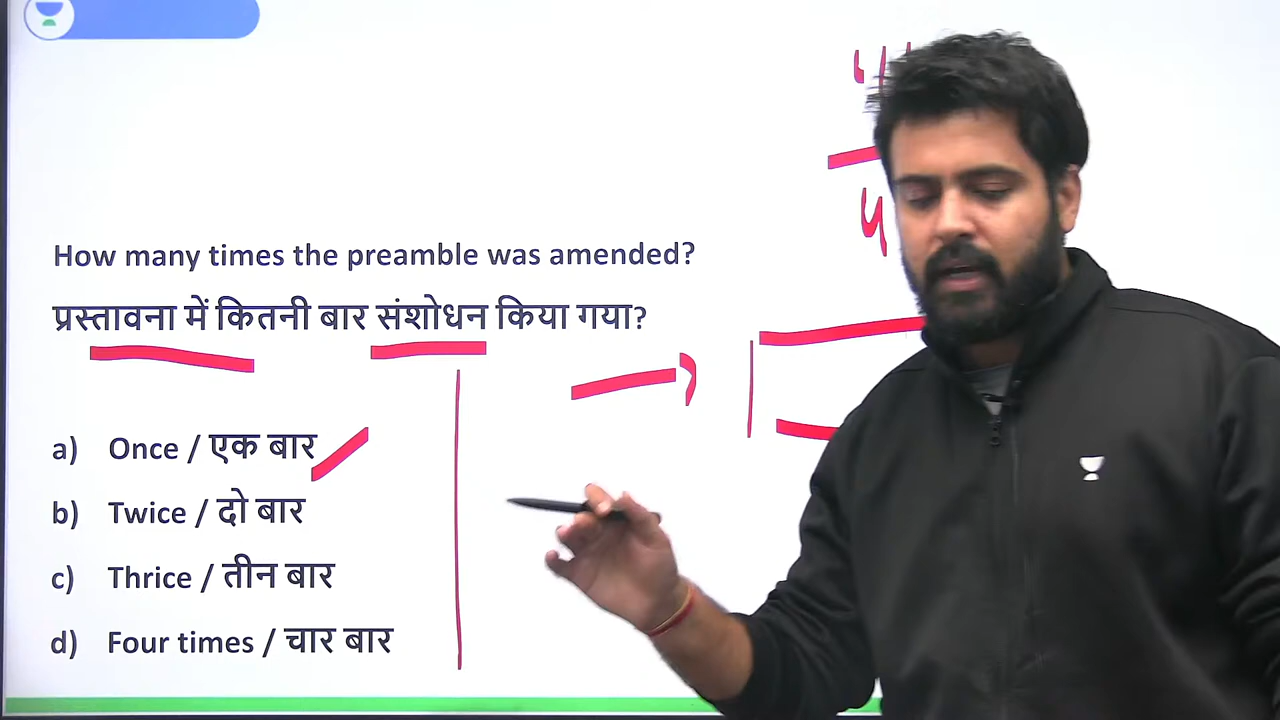 How many times the preamble was amended?
प्रस्तावना में कितनी बार संशोधन किया गया?
a) Once / एक बार
b) Twice / दो बार
c) Thrice / तीन बार
d) Four times / चार बार